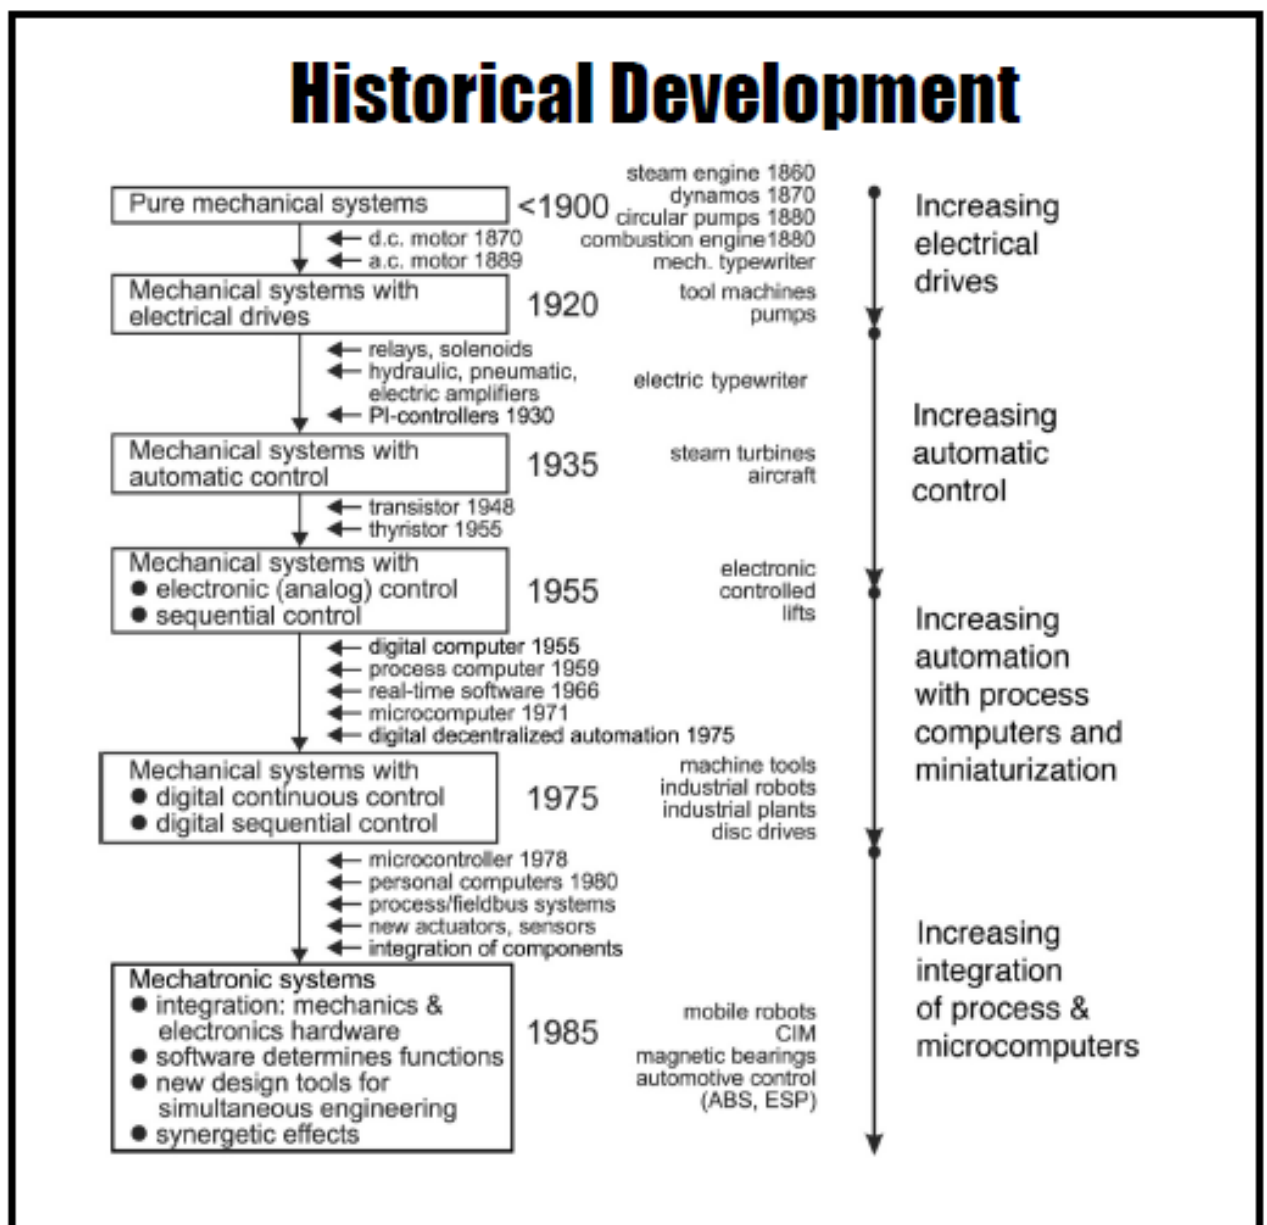 Historical Development
Pure mechanical systems
<1900
steam engine 1860
dynamos 1870
circular pumps 1880
combustion engine1880
mech. typewriter
Increasing
electrical
drives
d.c. motor 1870
a.c. motor 1889
Mechanical systems with
electrical drives
1920
tool machines
pumps
relays, solenoids
hydraulic, pneumatic,
electric amplifiers
PI-controllers 1930
electric typewriter
Increasing
automatic
control
Mechanical systems with
automatic control
1935
steam turbines
aircraft
transistor 1948
thyristor 1955
Mechanical systems with
● electronic (analog) control
● sequential control
1955
electronic
controlled
lifts
Increasing
automation
with process
computers and
miniaturization
digital computer 1955
process computer 1959
real-time software 1966
microcomputer 1971
digital decentralized automation 1975
Mechanical systems with
● digital continuous control
● digital sequential control
1975
machine tools
industrial robots
industrial plants
disc drives
microcontroller 1978
personal computers 1980
process/fieldbus systems
new actuators, sensors
integration of components
Increasing
integration
of process &
microcomputers
Mechatronic systems
● integration: mechanics &
electronics hardware
● software determines functions
● new design tools for
simultaneous engineering
● synergetic effects
1985
mobile robots
CIM
magnetic bearings
automotive control
(ABS, ESP)